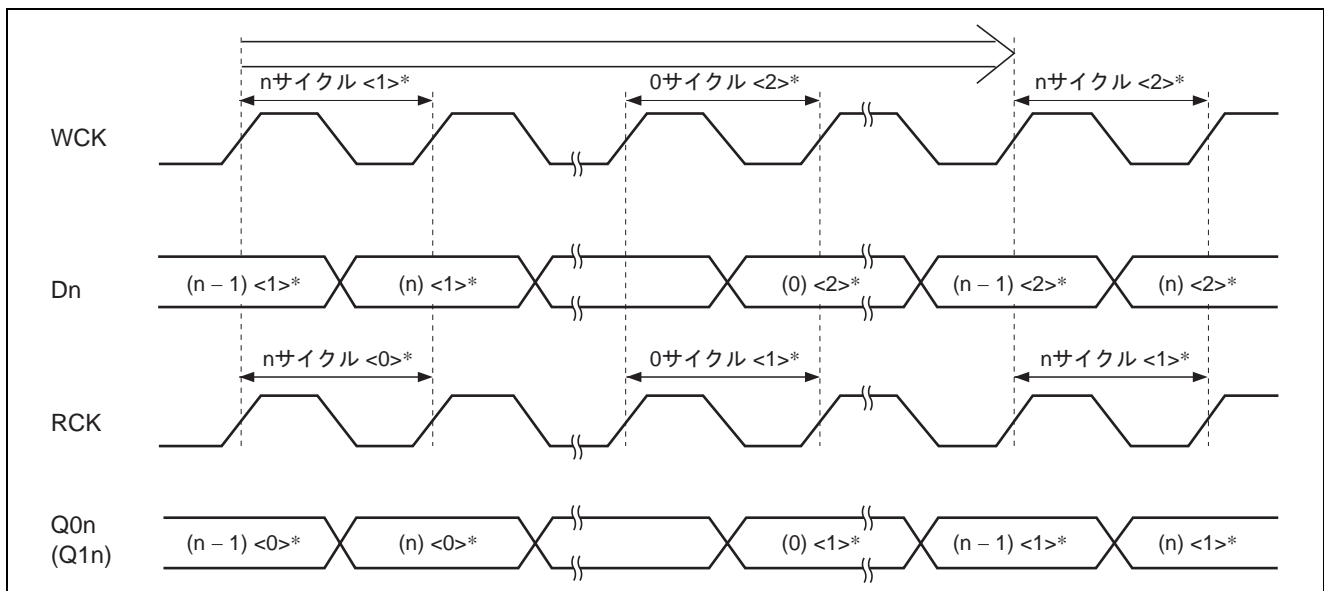 nサイクル <1>* 0サイクル <2>* nサイクル <2>*
WCK
Dn (n – 1) <1>* (n) <1>* (0) <2>* (n – 1) <2>* (n) <2>*
nサイクル <0>* 0サイクル <1>* nサイクル <1>*
RCK
Q0n
(Q1n) (n – 1) <0>* (n) <0>* (0) <1>* (n – 1) <1>* (n) <1>*